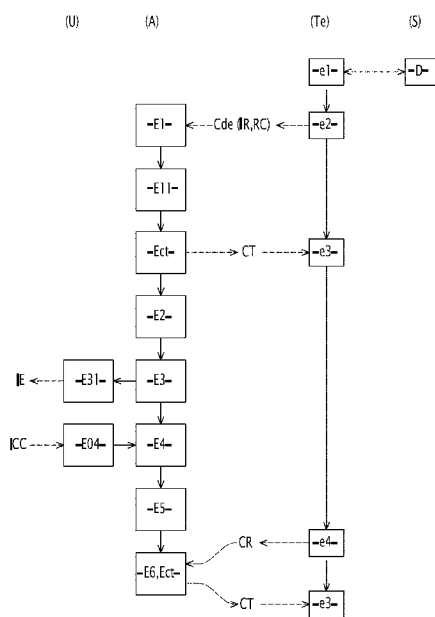 (U) (A) (Te) (S)
-e1- -D-
-E1- Cde (IR,RC) -e2-
-E11-
-Ect- CT -e3-
-E2-
IE -E31- -E3-
ICC -E04- -E4-
-E5-
CR -e4-
-E6,Ect-
CT -e3-